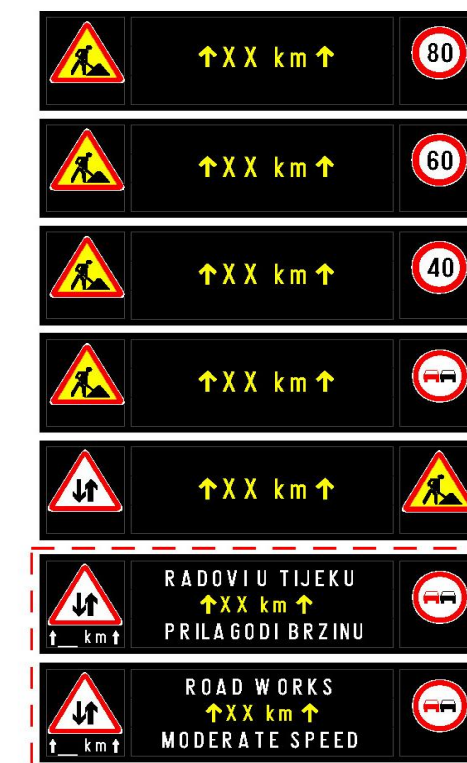 ↑XX km↑ 80
↑XX km↑ 60
↑XX km↑ 40
↑XX km↑
↑XX km↑
RADOVI U TIJEKU
↑XX km↑
↑__ km↑ PRILAGODI BRZINU
ROAD WORKS
↑XX km↑
↑__ km↑ MODERATE SPEED